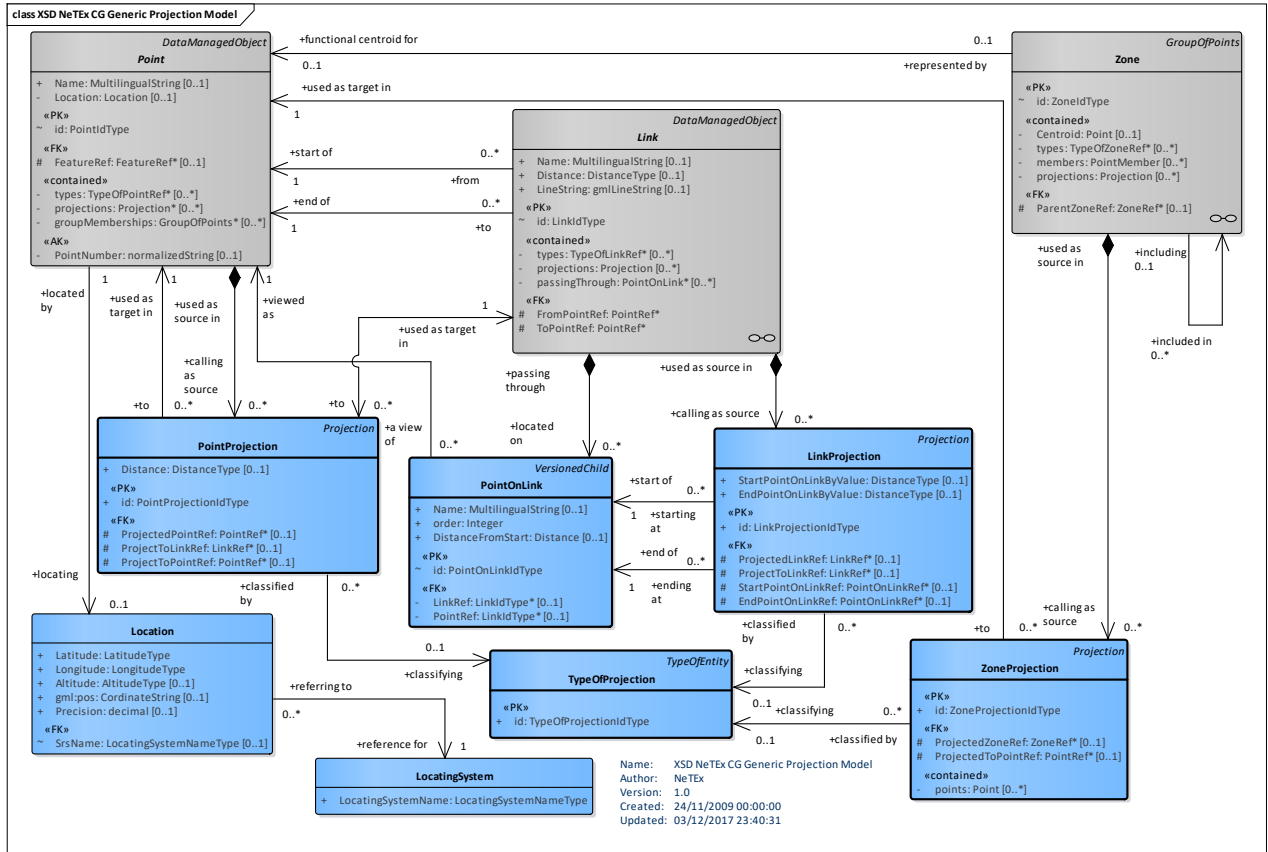 class XSD NeTEx CG Generic Projection Model
DataManagedObject
Point
+ Name: MultilingualString [0..1]
- Location: Location [0..1]
«PK»
~ id: PointIdType
«FK»
# FeatureRef: FeatureRef* [0..1]
«contained»
- types: TypeOfPointRef* [0..*]
- projections: Projection* [0..*]
- groupMemberships: GroupOfPoints* [0..*]
«AK»
- PointNumber: normalizedString [0..1]
+functional centroid for
0..1
0..1
+represented by
+used as target in
1
+start of
0..*
1
+from
+end of
0..*
1
+to
DataManagedObject
Link
+ Name: MultilingualString [0..1]
+ Distance: DistanceType [0..1]
+ LineString: gmlLineString [0..1]
«PK»
~ id: LinkIdType
«contained»
- types: TypeOfLinkRef* [0..*]
- projections: Projection [0..*]
- passingThrough: PointOnLink* [0..*]
«FK»
# FromPointRef: PointRef*
# ToPointRef: PointRef*
GroupOfPoints
Zone
«PK»
~ id: ZoneIdType
«contained»
- Centroid: Point [0..1]
- types: TypeOfZoneRef* [0..*]
- members: PointMember [0..*]
- projections: Projection [0..*]
«FK»
# ParentZoneRef: ZoneRef* [0..1]
+used as
source in
+including
0..1
+included in
0..*
+located
by
1
+used as
target in
1
+used as
source in
+viewed
as
1
1
+used as target
in
+calling
as
source
+to
0..*
0..*
+to
0..*
+a view
of
0..*
+passing
through
+located
on
0..*
+used as source in
+calling as source
0..*
Projection
PointProjection
+ Distance: DistanceType [0..1]
«PK»
+ id: PointProjectionIdType
«FK»
# ProjectedPointRef: PointRef* [0..1]
# ProjectToLinkRef: LinkRef* [0..1]
# ProjectToPointRef: PointRef* [0..1]
VersionedChild
PointOnLink
+ Name: MultilingualString [0..1]
+ order: Integer
+ DistanceFromStart: Distance [0..1]
«PK»
~ id: PointOnLinkIdType
«FK»
- LinkRef: LinkIdType* [0..1]
- PointRef: LinkIdType* [0..1]
+start of
0..*
1
+starting
at
+end of
0..*
1
+ending
at
Projection
LinkProjection
+ StartPointOnLinkByValue: DistanceType [0..1]
+ EndPointOnLinkByValue: DistanceType [0..1]
«PK»
+ id: LinkProjectionIdType
«FK»
# ProjectedLinkRef: LinkRef* [0..1]
# ProjectToLinkRef: LinkRef* [0..1]
# StartPointOnLinkRef: PointOnLinkRef* [0..1]
# EndPointOnLinkRef: PointOnLinkRef* [0..1]
+locating
0..1
+classified
by
0..*
0..1
+classifying
+classified
by
0..*
+classifying
0..1
+calling as
source
0..*
+to
0..*
Location
+ Latitude: LatitudeType
+ Longitude: LongitudeType
+ Altitude: AltitudeType [0..1]
+ gml:pos: CordinateString [0..1]
+ Precision: decimal [0..1]
«FK»
~ SrsName: LocatingSystemNameType [0..1]
+referring to
0..*
+reference for
1
TypeOfEntity
TypeOfProjection
«PK»
+ id: TypeOfProjectionIdType
+classifying
0..*
0..1
+classified by
Projection
ZoneProjection
«PK»
+ id: ZoneProjectionIdType
«FK»
# ProjectedZoneRef: ZoneRef* [0..1]
# ProjectedToPointRef: PointRef* [0..1]
«contained»
- points: Point [0..*]
LocatingSystem
+ LocatingSystemName: LocatingSystemNameType
Name: XSD NeTEx CG Generic Projection Model
Author: NeTEx
Version: 1.0
Created: 24/11/2009 00:00:00
Updated: 03/12/2017 23:40:31